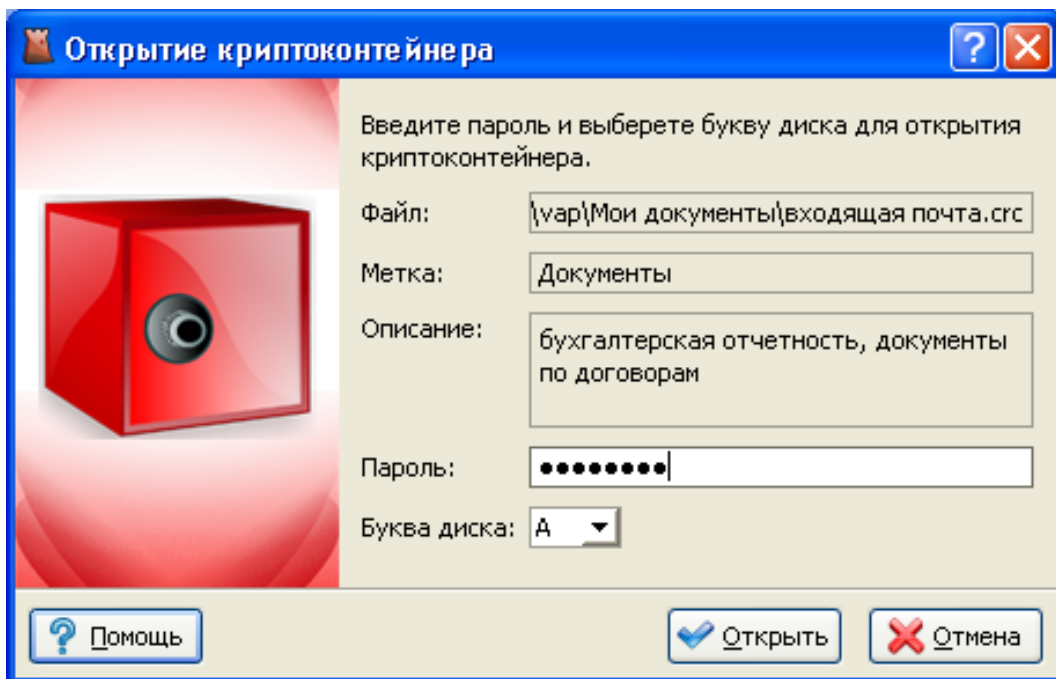 Открытие криптоконтейнера
Введите пароль и выберете букву диска для открытия
криптоконтейнера.
Файл: \vap\Мои документы\входящая почта.crc
Метка: Документы
Описание: бухгалтерская отчетность, документы
по договорам
Пароль: ●●●●●●●●
Буква диска: A
Помощь Открыть Отмена